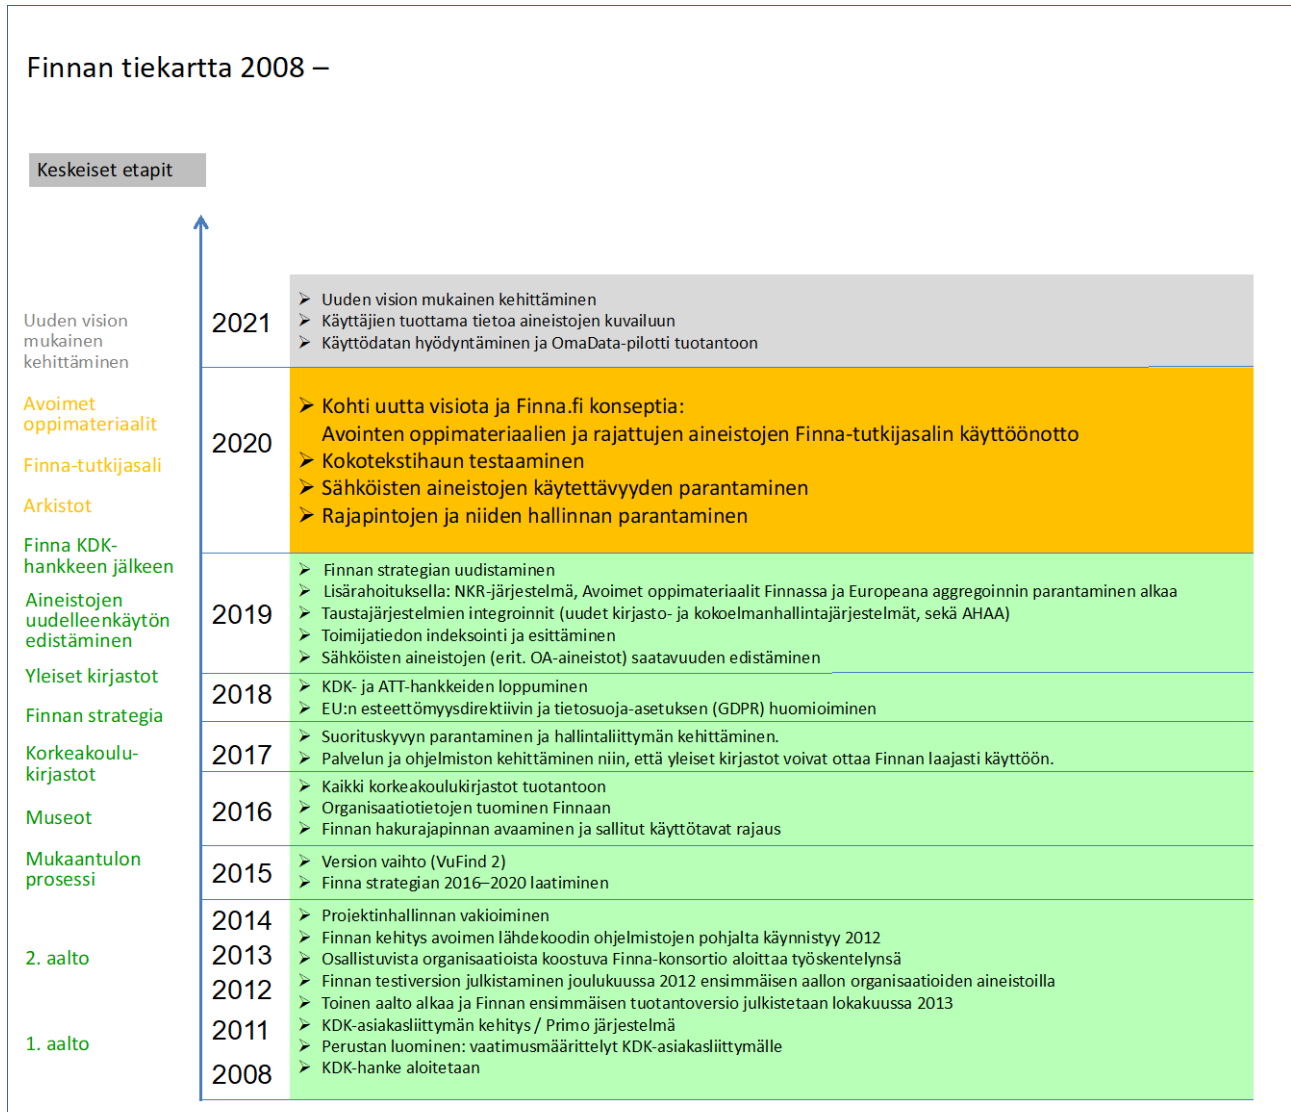 Finnan tiekartta 2008 –
Keskeiset etapit
Uuden vision
mukainen
kehittäminen
Avoimet
oppimateriaalit
Finna-tutkijasali
Arkistot
Finna KDK-
hankkeen jälkeen
Aineistojen
uudelleenkäytön
edistäminen
Yleiset kirjastot
Finnan strategia
Korkeakoulu-
kirjastot
Museot
Mukaantulon
prosessi
2. aalto
1. aalto
2021
➢ Uuden vision mukainen kehittäminen
➢ Käyttäjien tuottama tietoa aineistojen kuvailuun
➢ Käyttödatan hyödyntäminen ja OmaData-pilotti tuotantoon
2020
➢ Kohti uutta visiota ja Finna.fi konseptia:
Avointen oppimateriaalien ja rajattujen aineistojen Finna-tutkijasalin käyttöönotto
➢ Kokotekstihaun testaaminen
➢ Sähköisten aineistojen käytettävyyden parantaminen
➢ Rajapintojen ja niiden hallinnan parantaminen
2019
➢ Finnan strategian uudistaminen
➢ Lisärahoituksella: NKR-järjestelmä, Avoimet oppimateriaalit Finnassa ja Europeana aggregoinnin parantaminen alkaa
➢ Taustajärjestelmien integroinnit (uudet kirjasto- ja kokoelmanhallintajärjestelmät, sekä AHAA)
➢ Toimijatiedon indeksointi ja esittäminen
➢ Sähköisten aineistojen (erit. OA-aineistot) saatavuuden edistäminen
2018
➢ KDK- ja ATT-hankkeiden loppuminen
➢ EU:n esteettömyysdirektiivin ja tietosuoja-asetuksen (GDPR) huomioiminen
2017
➢ Suorituskyvyn parantaminen ja hallintaliittymän kehittäminen.
➢ Palvelun ja ohjelmiston kehittäminen niin, että yleiset kirjastot voivat ottaa Finnan laajasti käyttöön.
2016
➢ Kaikki korkeakoulukirjastot tuotantoon
➢ Organisaatiotietojen tuominen Finnaan
➢ Finnan hakurajapinnan avaaminen ja sallitut käyttötavat rajaus
2015
➢ Version vaihto (VuFind 2)
➢ Finna strategian 2016–2020 laatiminen
2014
2013
2012
2011
2008
➢ Projektinhallinnan vakioiminen
➢ Finnan kehitys avoimen lähdekoodin ohjelmistojen pohjalta käynnistyy 2012
➢ Osallistuvista organisaatioista koostuva Finna-konsortio aloittaa työskentelynsä
➢ Finnan testiversion julkistaminen joulukuussa 2012 ensimmäisen aallon organisaatioiden aineistoilla
➢ Toinen aalto alkaa ja Finnan ensimmäisen tuotantoversio julkistetaan lokakuussa 2013
➢ KDK-asiakasliittymän kehitys / Primo järjestelmä
➢ Perustan luominen: vaatimusmäärittelyt KDK-asiakasliittymälle
➢ KDK-hanke aloitetaan